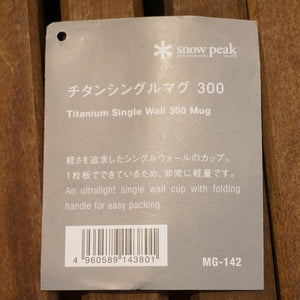 snow peak
チタンシングルマグ 300
Titanium Single Wall 300 Mug
軽さを追求したシングルウォールのカップ。
1枚板でできているため、非常に軽量です。
An ultralight single wall cup with folding
handle for easy packing.
4 960589 143801
MG-142